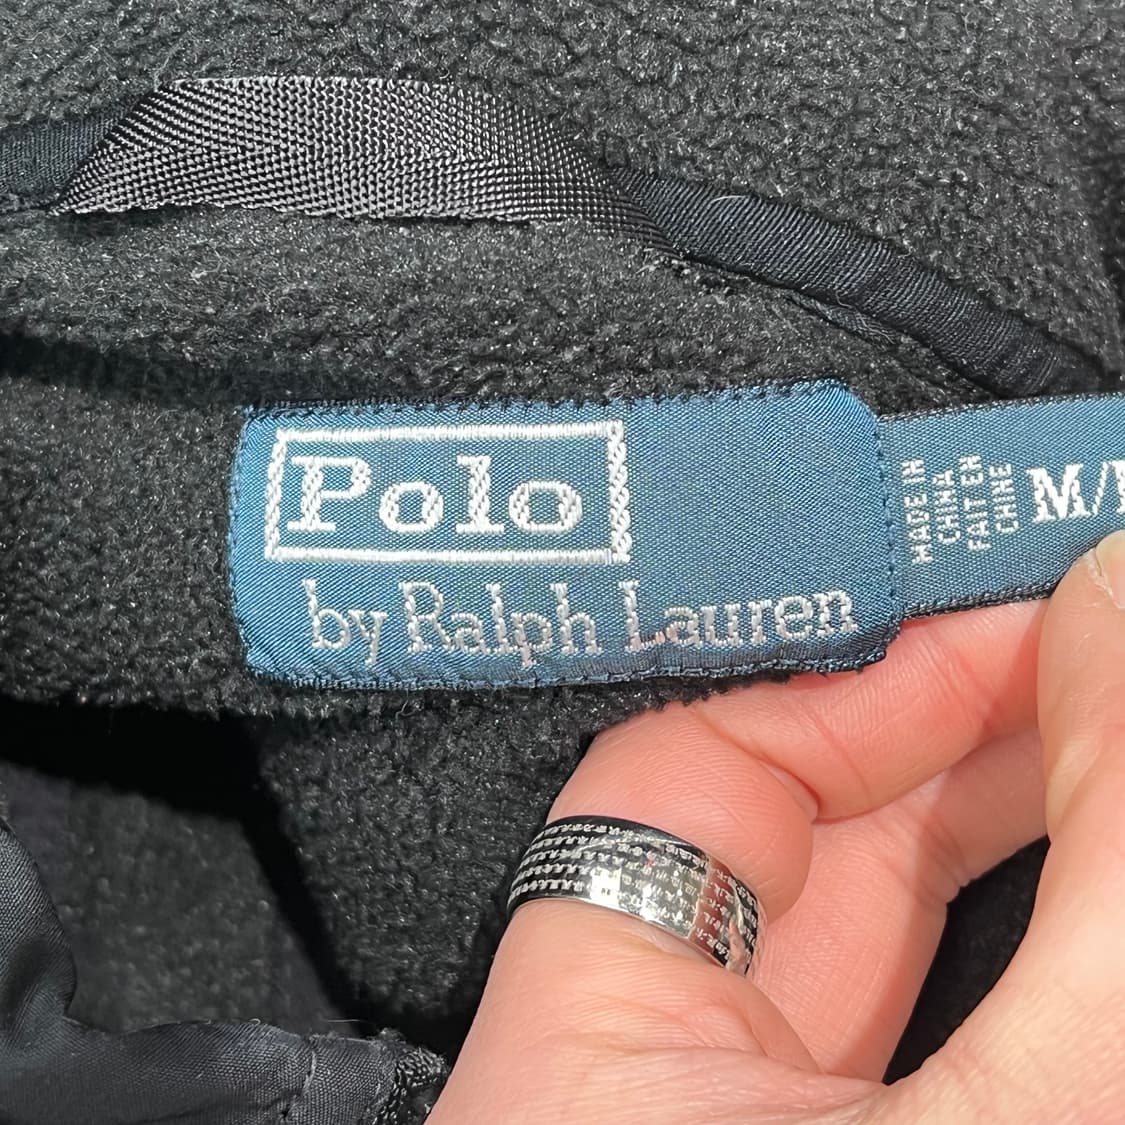 Polo
by Ralph Lauren
MADE IN
CHINA
FAIT EN
CHINE
M/